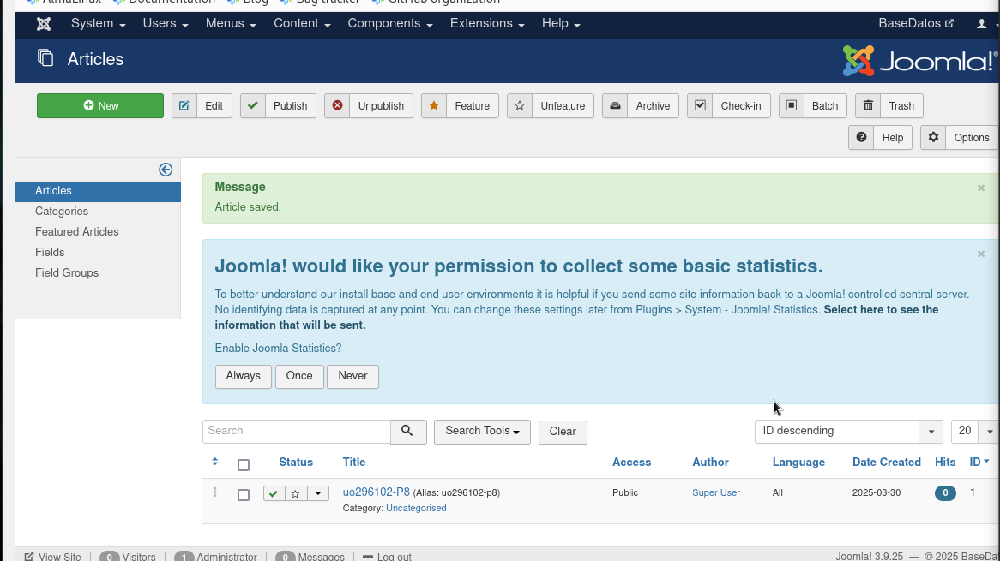 AlmaLinux Documentation Blog Bug tracker GitHub organization
System Users Menus Content Components Extensions Help BaseDatos
Articles Joomla!®
New Edit Publish Unpublish Feature Unfeature Archive Check-in Batch Trash
Help Options
Articles
Categories
Featured Articles
Fields
Field Groups
Message
Article saved.
Joomla! would like your permission to collect some basic statistics.
To better understand our install base and end user environments it is helpful if you send some site information back to a Joomla! controlled central server.
No identifying data is captured at any point. You can change these settings later from Plugins > System - Joomla! Statistics. Select here to see the
information that will be sent.
Enable Joomla Statistics?
Always Once Never
Search Search Tools Clear ID descending 20
Status Title Access Author Language Date Created Hits ID
uo296102-P8 (Alias: uo296102-p8) Public Super User All 2025-03-30 0 1
Category: Uncategorised
View Site 0 Visitors 1 Administrator 0 Messages Log out Joomla! 3.9.25 — © 2025 BaseDat